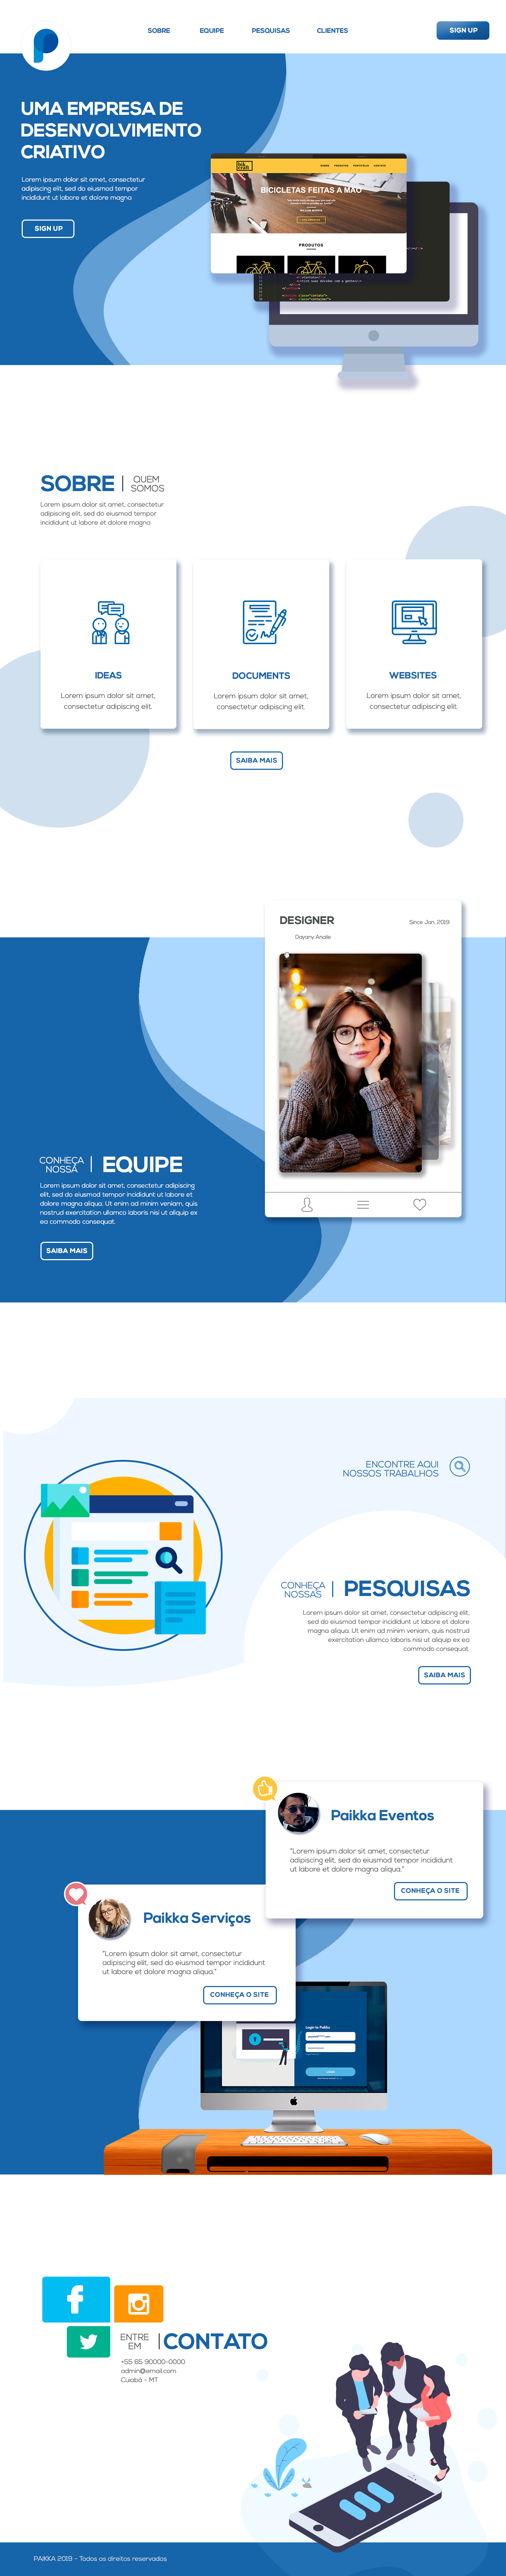 SOBRE EQUIPE PESQUISAS CLIENTES SIGN UP
UMA EMPRESA DE
DESENVOLVIMENTO
CRIATIVO
Lorem ipsum dolor sit amet, consectetur
adipiscing elit, sed do eiusmod tempor
incididunt ut labore et dolore magna
SIGN UP
BICICLETAS FEITAS A MÃO
PRODUTOS
SOBRE
QUEM
SOMOS
Lorem ipsum dolor sit amet, consectetur
adipiscing elit, sed do eiusmod tempor
incididunt ut labore et dolore magna
IDEAS
Lorem ipsum dolor sit amet,
consectetur adipiscing elit.
DOCUMENTS
Lorem ipsum dolor sit amet,
consectetur adipiscing elit.
WEBSITES
Lorem ipsum dolor sit amet,
consectetur adipiscing elit.
SAIBA MAIS
DESIGNER
Since Jan, 2019
Dayany Anaile
CONHEÇA
NOSSA
EQUIPE
Lorem ipsum dolor sit amet, consectetur adipiscing
elit, sed do eiusmod tempor incididunt ut labore et
dolore magna aliqua. Ut enim ad minim veniam, quis
nostrud exercitation ullamco laboris nisi ut aliquip ex
ea commodo consequat.
SAIBA MAIS
ENCONTRE AQUI
NOSSOS TRABALHOS
CONHEÇA
NOSSAS
PESQUISAS
Lorem ipsum dolor sit amet, consectetur adipiscing elit,
sed do eiusmod tempor incididunt ut labore et dolore
magna aliqua. Ut enim ad minim veniam, quis nostrud
exercitation ullamco laboris nisi ut aliquip ex ea
commodo consequat.
SAIBA MAIS
Paikka Eventos
"Lorem ipsum dolor sit amet, consectetur
adipiscing elit, sed do eiusmod tempor incididunt
ut labore et dolore magna aliqua."
CONHEÇA O SITE
Paikka Serviços
"Lorem ipsum dolor sit amet, consectetur
adipiscing elit, sed do eiusmod tempor incididunt
ut labore et dolore magna aliqua."
CONHEÇA O SITE
ENTRE
EM
CONTATO
+55 65 90000-0000
admin@email.com
Cuiabá - MT
PAIKKA 2019 - Todos os direitos reservados